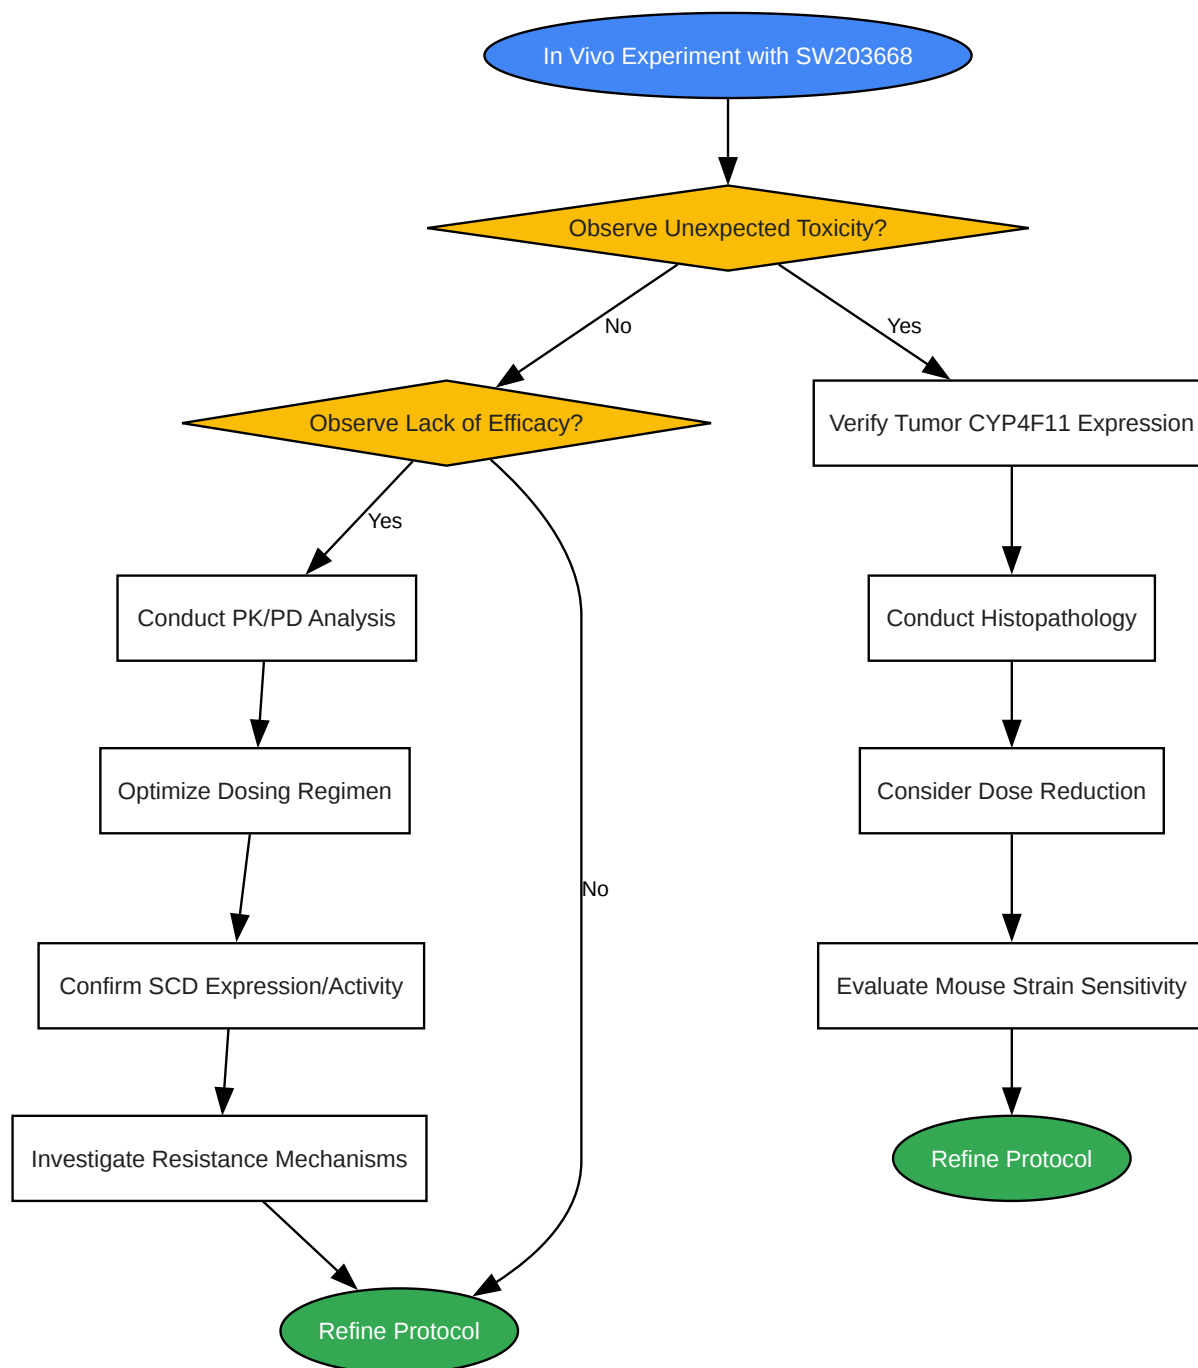 In Vivo Experiment with SW203668
Observe Unexpected Toxicity?
No
Yes
Observe Lack of Efficacy?
Verify Tumor CYP4F11 Expression
Yes
Conduct PK/PD Analysis
Conduct Histopathology
Optimize Dosing Regimen
Consider Dose Reduction
No
Confirm SCD Expression/Activity
Evaluate Mouse Strain Sensitivity
Investigate Resistance Mechanisms
Refine Protocol
Refine Protocol